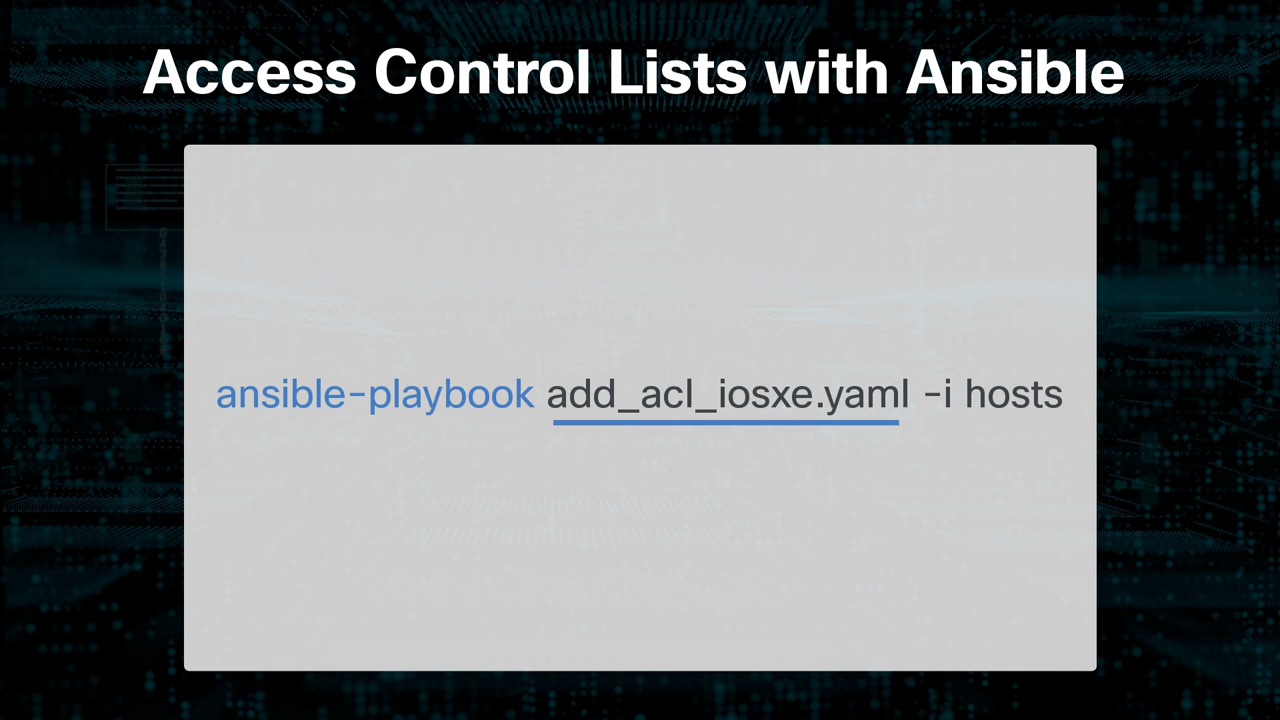 Access Control Lists with Ansible
ansible-playbook add_acl_iosxe.yaml -i hosts